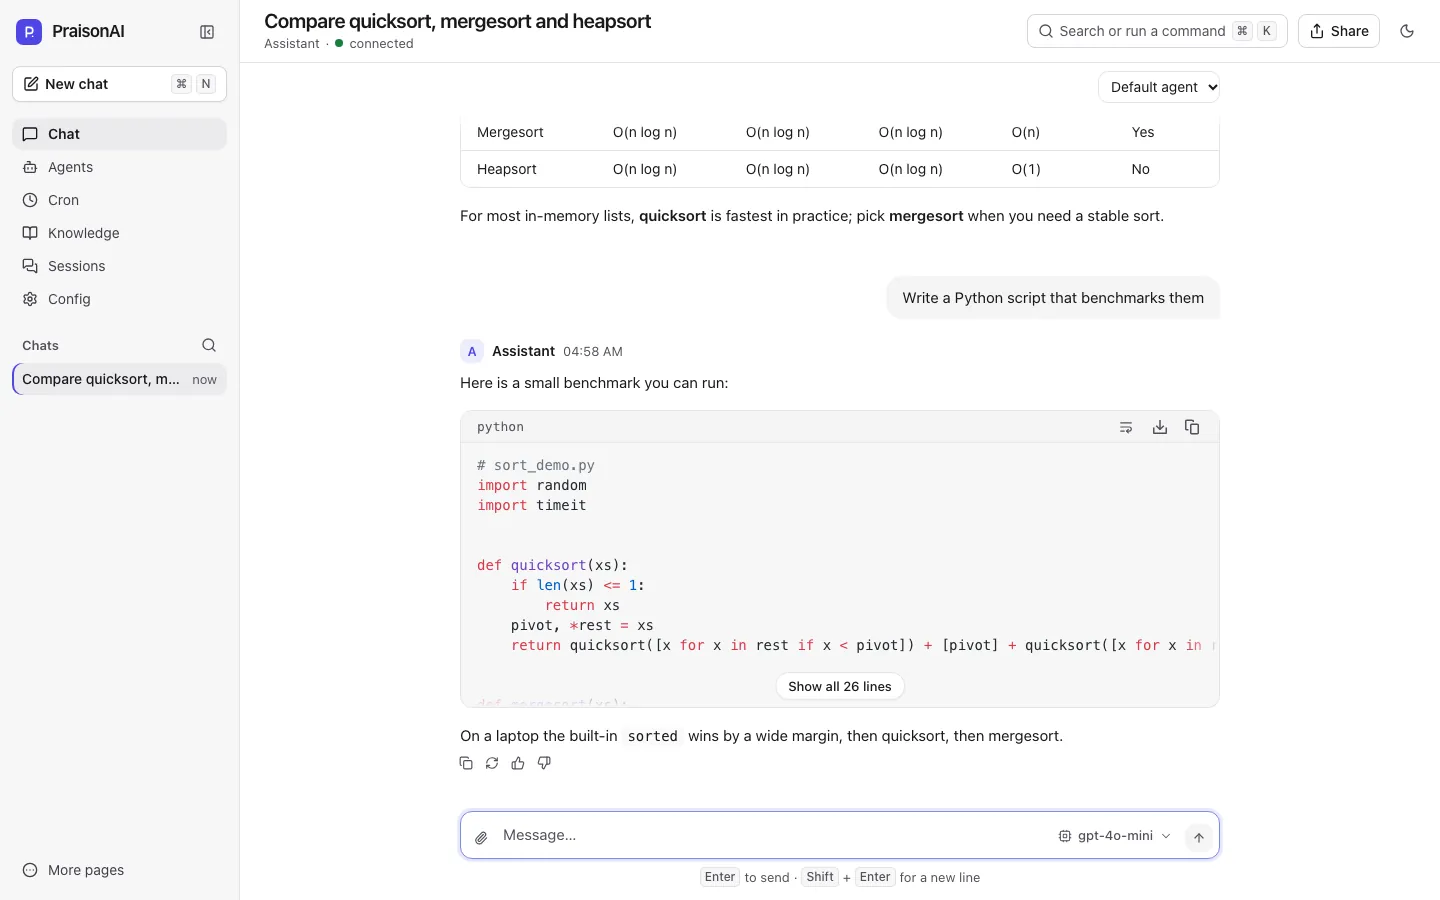 PraisonAI
New chat ⌘ N
Chat
Agents
Cron
Knowledge
Sessions
Config
Chats
Compare quicksort, m... now
More pages
Compare quicksort, mergesort and heapsort
Assistant · connected
Search or run a command ⌘ K
Share
Default agent
Mergesort O(n log n) O(n log n) O(n log n) O(n) Yes
Heapsort O(n log n) O(n log n) O(n log n) O(1) No
For most in-memory lists, quicksort is fastest in practice; pick mergesort when you need a stable sort.
Write a Python script that benchmarks them
A Assistant 04:58 AM
Here is a small benchmark you can run:
python
# sort_demo.py
import random
import timeit
def quicksort(xs):
    if len(xs) <= 1:
        return xs
    pivot, *rest = xs
    return quicksort([x for x in rest if x < pivot]) + [pivot] + quicksort([x for x in
Show all 26 lines
def mergesort(xs):
On a laptop the built-in sorted wins by a wide margin, then quicksort, then mergesort.
Message...
gpt-4o-mini
Enter to send · Shift + Enter for a new line